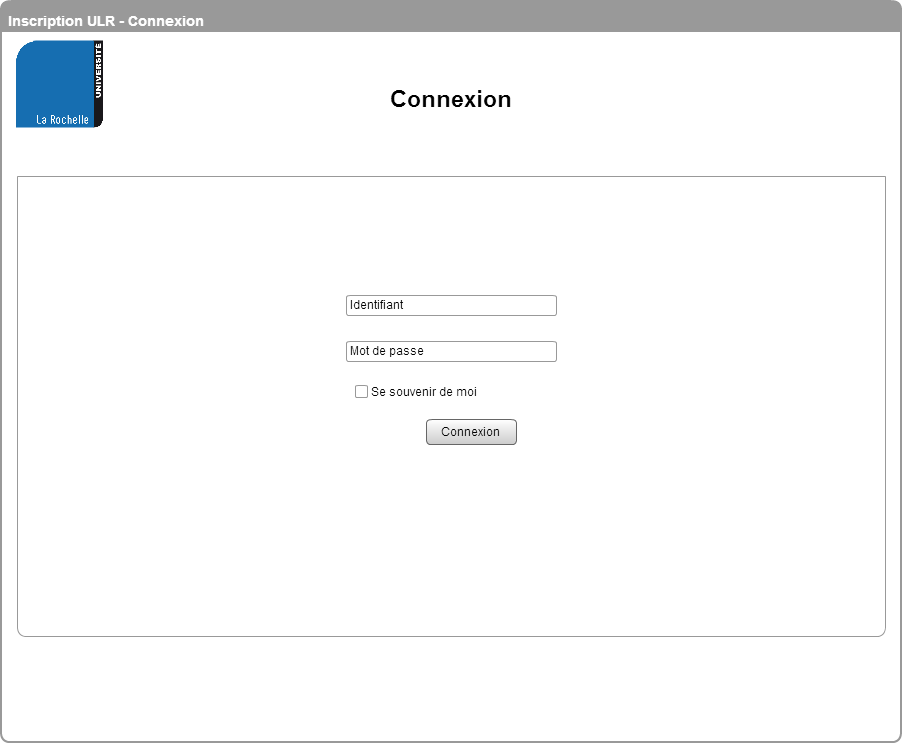 Inscription ULR - Connexion
UNIVERSITÉ
La Rochelle
Connexion
Identifiant
Mot de passe
Se souvenir de moi
Connexion